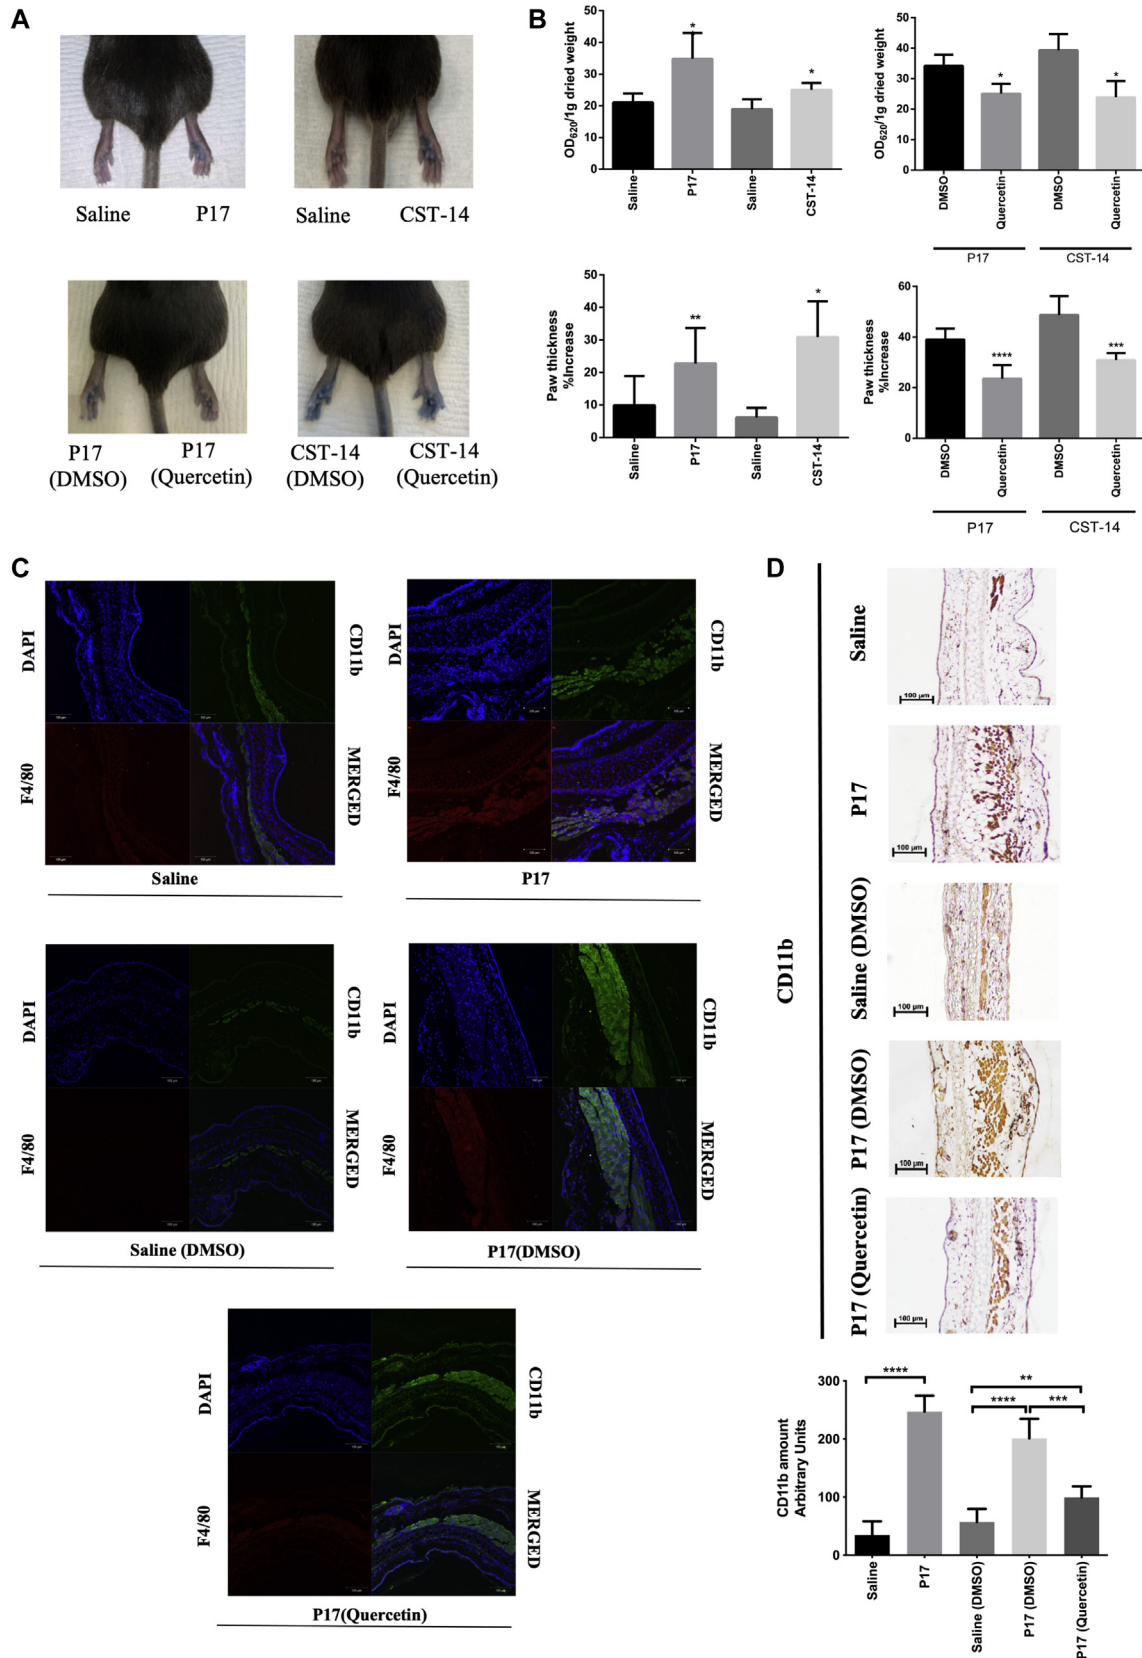 A
Saline P17
Saline CST-14
P17 (DMSO)
P17 (Quercetin)
CST-14 (DMSO)
CST-14 (Quercetin)
B
OD620/1g dried weight
50
40
30
20
10
0
*
*
Saline
P17
Saline
CST-14
OD620/1g dried weight
50
40
30
20
10
0
*
*
DMSO
Quercetin
DMSO
Quercetin
P17
CST-14
Paw thickness
%Increase
50
40
30
20
10
0
**
*
Saline
P17
Saline
CST-14
Paw thickness
%Increase
60
40
20
0
****
***
DMSO
Quercetin
DMSO
Quercetin
P17
CST-14
C
DAPI
CD11b
F4/80
MERGED
Saline
DAPI
CD11b
F4/80
MERGED
P17
DAPI
CD11b
F4/80
MERGED
Saline (DMSO)
DAPI
CD11b
F4/80
MERGED
P17(DMSO)
DAPI
CD11b
F4/80
MERGED
P17(Quercetin)
D
CD11b
Saline
100 µm
P17
100 µm
Saline (DMSO)
100 µm
P17 (DMSO)
100 µm
P17 (Quercetin)
100 µm
CD11b amount
Arbitrary Units
300
200
100
0
****
**
****
***
Saline
P17
Saline (DMSO)
P17 (DMSO)
P17 (Quercetin)